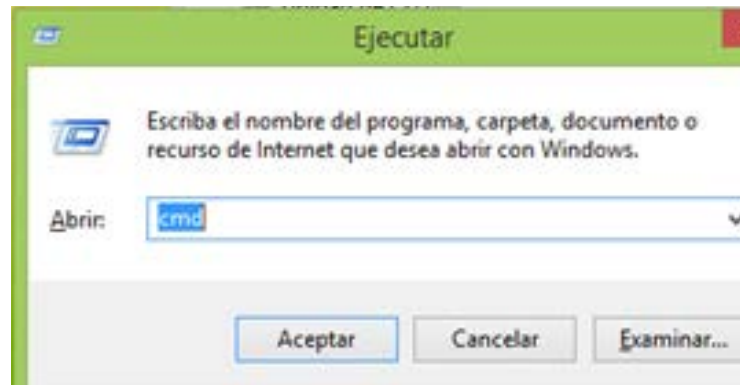 Ejecutar
Escriba el nombre del programa, carpeta, documento o
recurso de Internet que desea abrir con Windows.
Abrir: cmd
Aceptar Cancelar Examinar...